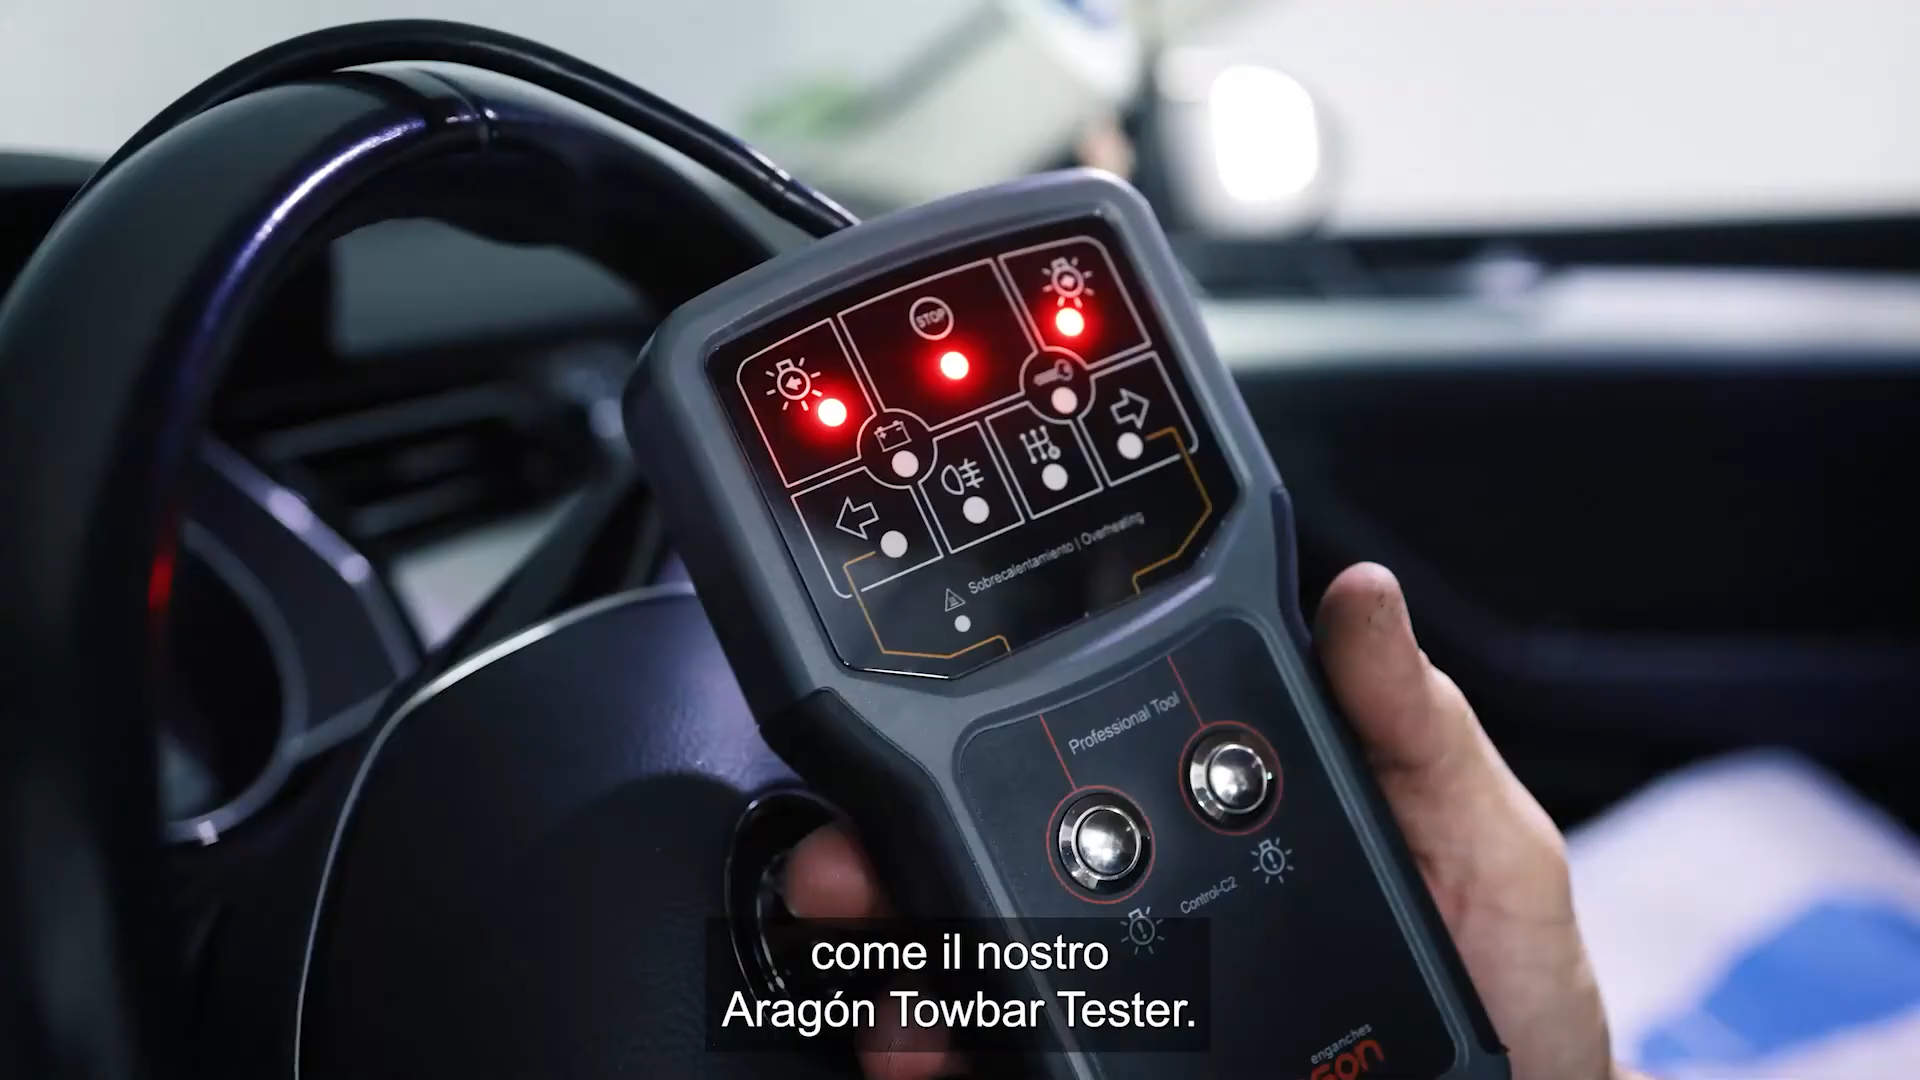 STOP
Sobrecalentamiento | Overheating
Professional Tool
Control-C2
come il nostro
Aragón Towbar Tester.
enganches